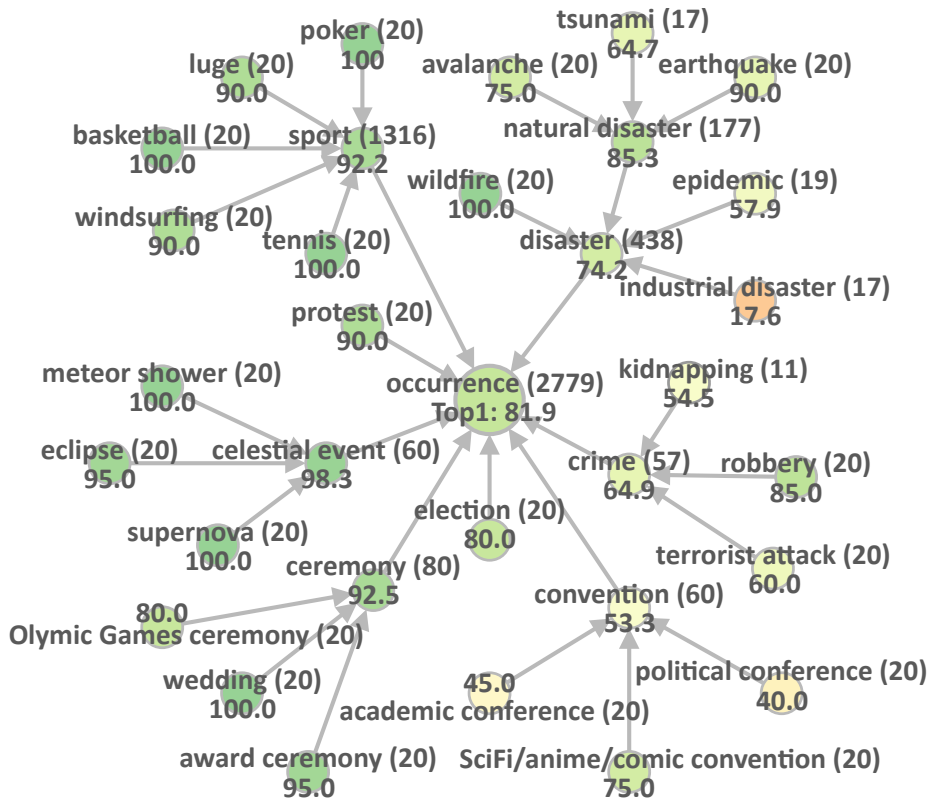 tsunami (17)
64.7
poker (20)
100
luge (20)
90.0
avalanche (20)
75.0
earthquake (20)
90.0
basketball (20)
100.0
sport (1316)
92.2
natural disaster (177)
85.3
wildfire (20)
100.0
epidemic (19)
57.9
windsurfing (20)
90.0
tennis (20)
100.0
disaster (438)
74.2
industrial disaster (17)
17.6
protest (20)
90.0
meteor shower (20)
100.0
occurrence (2779)
Top1: 81.9
kidnapping (11)
54.5
eclipse (20)
95.0
celestial event (60)
98.3
crime (57)
64.9
robbery (20)
85.0
supernova (20)
100.0
election (20)
80.0
ceremony (80)
92.5
terrorist attack (20)
60.0
80.0
Olymic Games ceremony (20)
convention (60)
53.3
wedding (20)
100.0
45.0
academic conference (20)
political conference (20)
40.0
award ceremony (20)
95.0
SciFi/anime/comic convention (20)
75.0